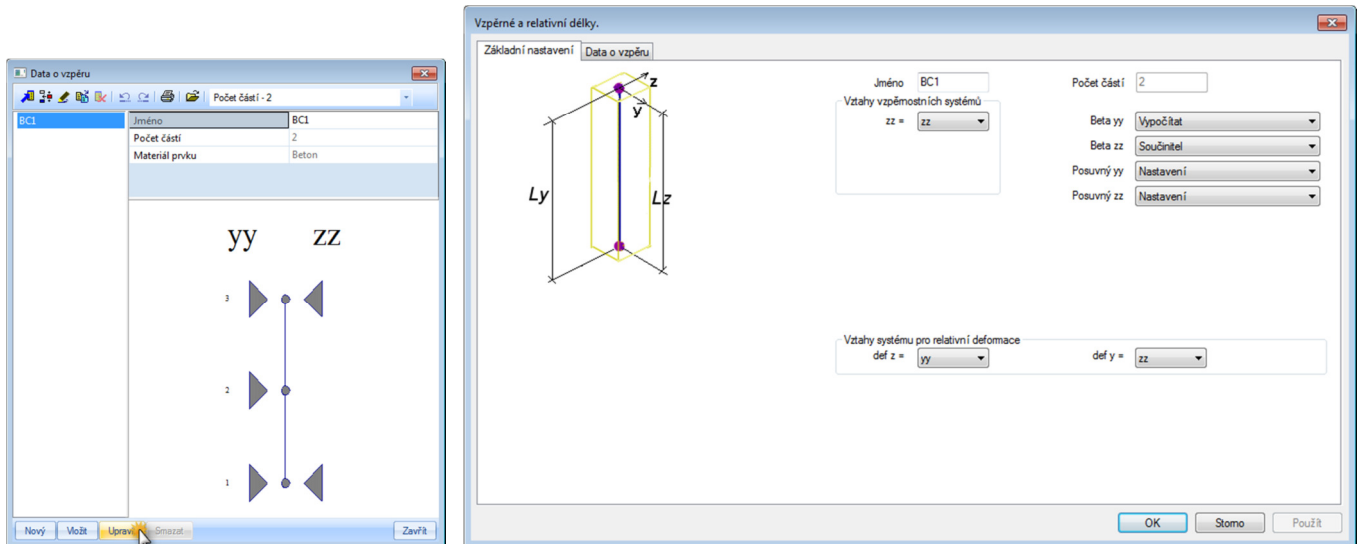 Data o vzpěru
Počet částí - 2
BC1
Jméno BC1
Počet částí 2
Materiál prvku Beton
yy zz
3
2
1
Nový Vložit Uprav Smazat Zavřít
Vzpěrné a relativní délky.
Základní nastavení Data o vzpěru
z
y
Ly Lz
Jméno BC1 Počet částí 2
Vztahy vzpěrnostních systémů
zz = zz
Beta yy Vypočítat
Beta zz Součinitel
Posuvný yy Nastavení
Posuvný zz Nastavení
Vztahy systému pro relativní deformace
def z = yy def y = zz
OK Storno Použít